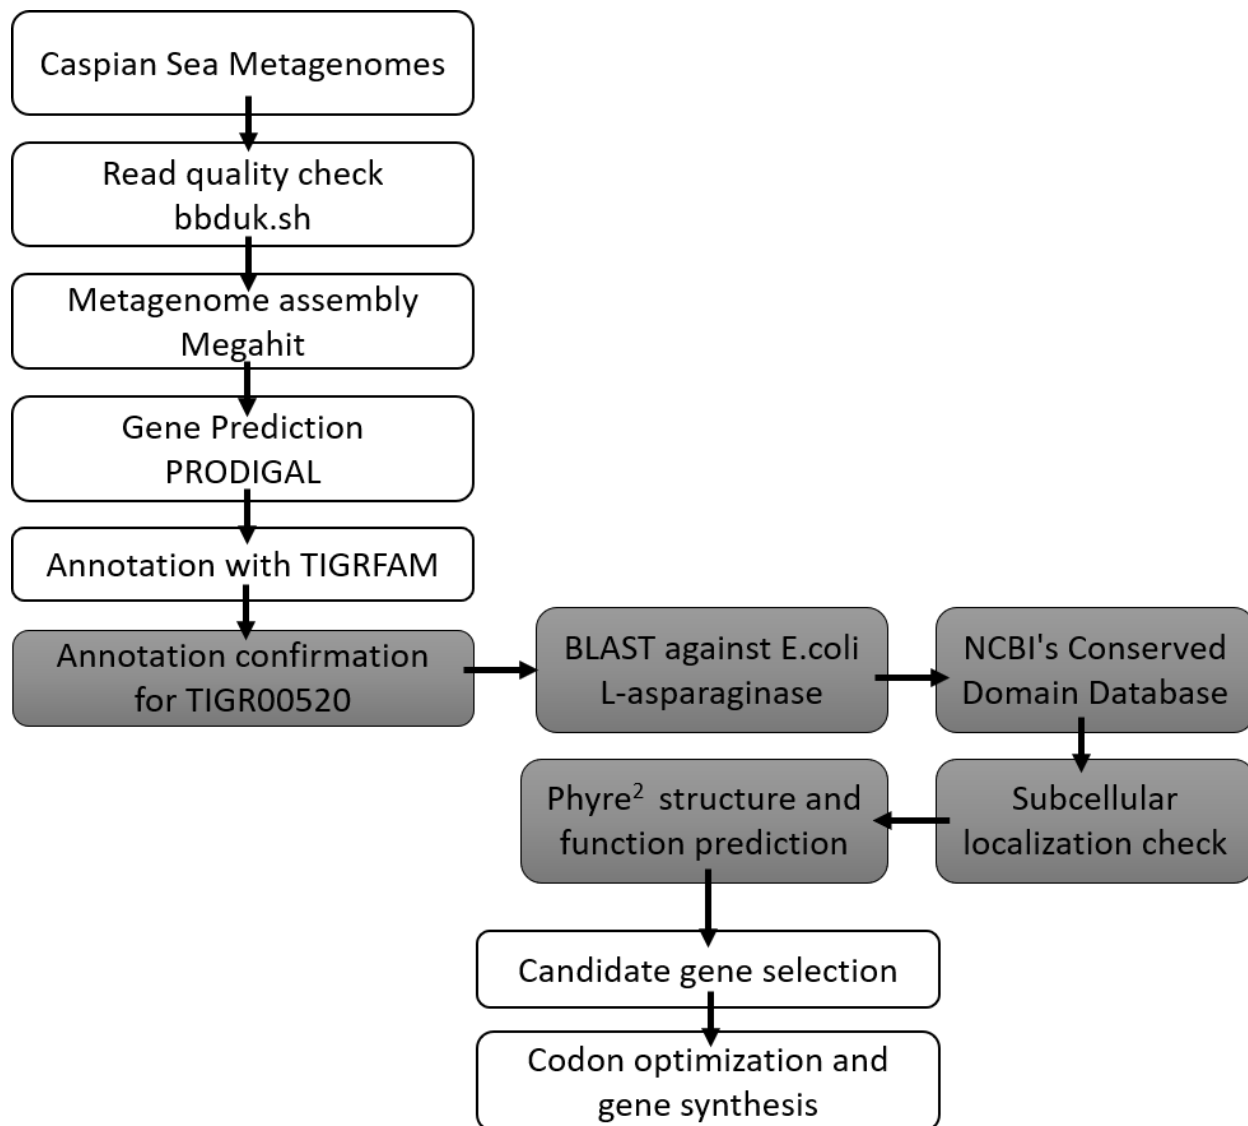 Caspian Sea Metagenomes
Read quality check
bbduk.sh
Metagenome assembly
Megahit
Gene Prediction
PRODIGAL
Annotation with TIGRFAM
Annotation confirmation
for TIGR00520
BLAST against E.coli
L-asparaginase
NCBI's Conserved
Domain Database
Subcellular
localization check
Phyre² structure and
function prediction
Candidate gene selection
Codon optimization and
gene synthesis